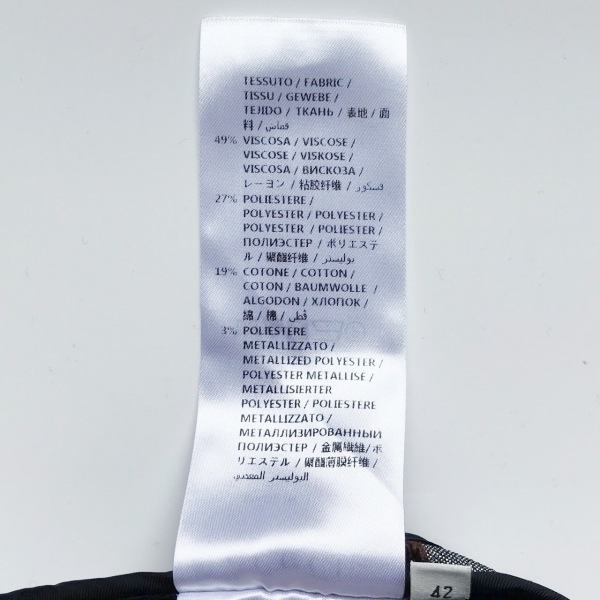 TESSUTO / FABRIC /
TISSU / GEWEBE /
TEJIDO / ТКАНЬ / 表地 / 面
料 / قماش
49% VISCOSA / VISCOSE /
VISCOSE / VISKOSE /
VISCOSA / ВИСКОЗА /
レーヨン / 粘胶纤维 / فسكوز
27% POLIESTERE /
POLYESTER / POLYESTER /
POLYESTER / POLIESTER /
ПОЛИЭСТЕР / ポリエステ
ル / 聚酯纤维 / بوليستر
19% COTONE / COTTON /
COTON / BAUMWOLLE /
ALGODON / ХЛОПОК /
綿 / 棉 / قطن
3% POLIESTERE
METALLIZZATO /
METALLIZED POLYESTER /
POLYESTER METALLISE /
METALLISIERTER
POLYESTER / POLIESTERE
METALLIZZATO /
МЕТАЛЛИЗИРОВАННЫЙ
ПОЛИЭСТЕР / 金属繊維/ポ
リエステル / 聚酯薄膜纤维 /
البوليستر المعدني
42